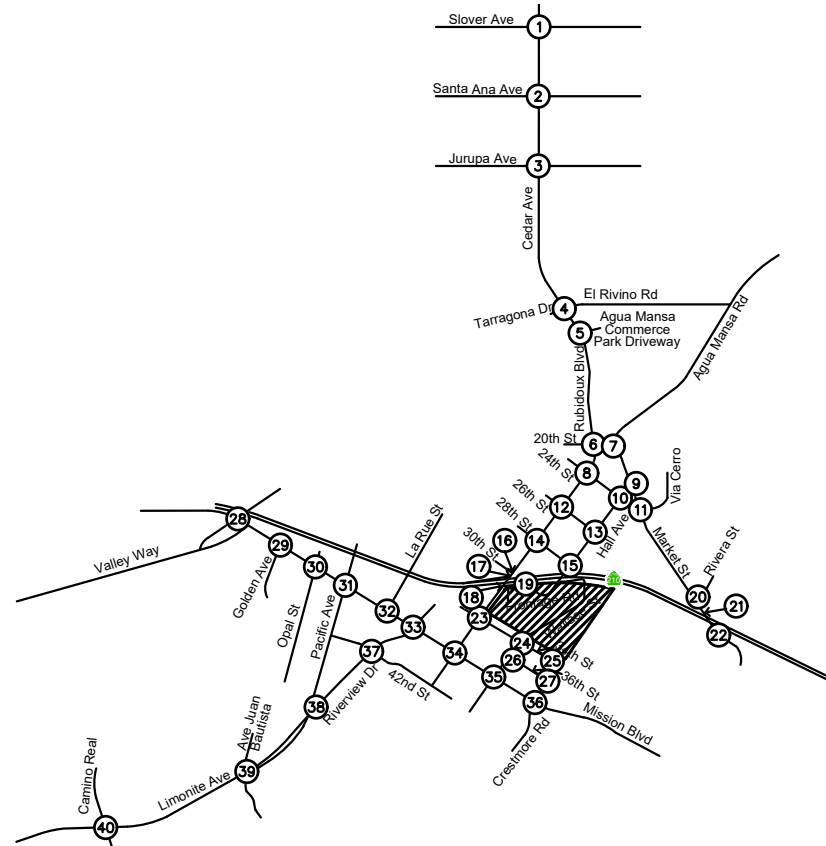 Slover Ave
1
Santa Ana Ave
2
Jurupa Ave
3
Cedar Ave
El Rivino Rd
4
Tarragona Dr
Agua Mansa
Commerce
Park Driveway
5
Agua Mansa Rd
Rubidoux Blvd
20th St
6
7
24th St
8
9
Via Cerro
10
11
26th St
12
13
Hall Ave
28th St
14
16
30th St
15
17
Market St
Rivera St
La Rue St
28
Valley Way
29
Golden Ave
30
Opal St
31
Pacific Ave
32
33
18
19
Frontage Rd
20
21
22
23
24
25
26
27
36th St
34
35
36
37
42nd St
Riverview Dr
38
Mission Blvd
Crestmore Rd
Ave Juan
Bautista
39
Limonite Ave
Camino Real
40